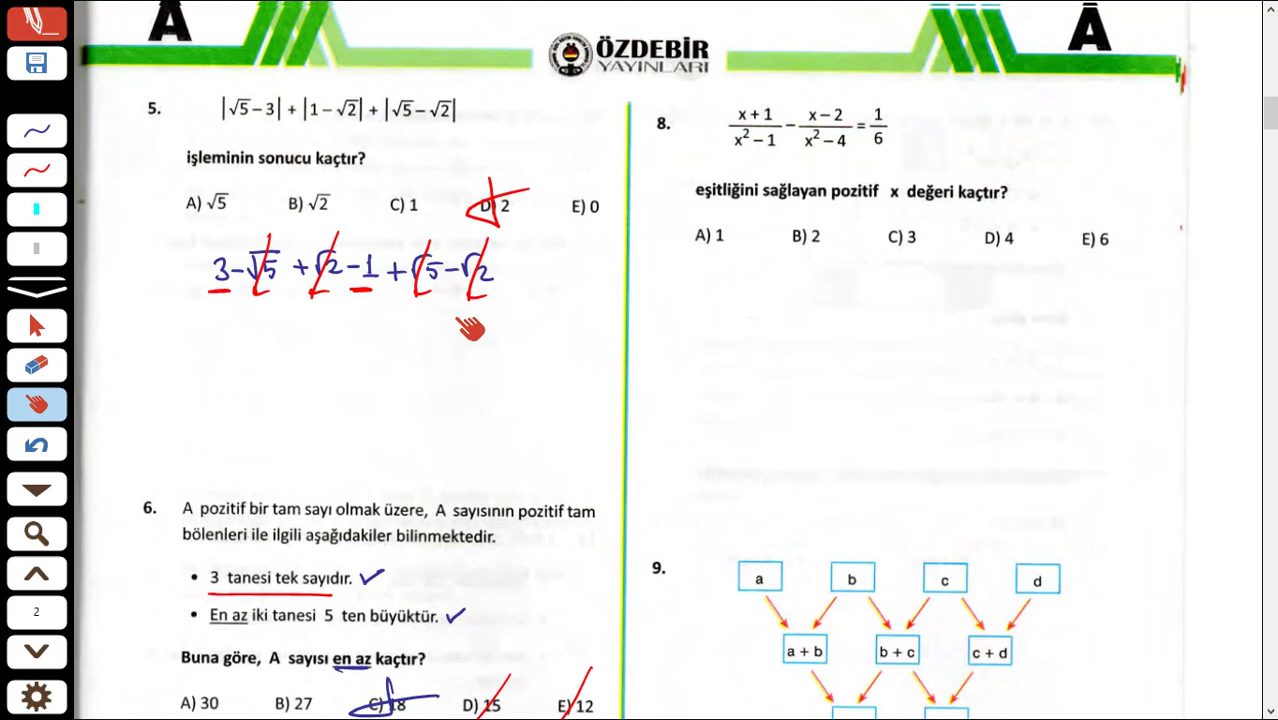 A
ÖZDEBİR
YAYINLARI
A
5. |√5 – 3| + |1 – √2| + |√5 – √2|
işleminin sonucu kaçtır?
A) √5 B) √2 C) 1 D) 2 E) 0
3 – √5 + √2 – 1 + √5 – √2
6. A pozitif bir tam sayı olmak üzere, A sayısının pozitif tam
bölenleri ile ilgili aşağıdakiler bilinmektedir.
• 3 tanesi tek sayıdır.
• En az iki tanesi 5 ten büyüktür.
Buna göre, A sayısı en az kaçtır?
A) 30 B) 27 C) 18 D) 15 E) 12
8. x + 1 / x² – 1 – x – 2 / x² – 4 = 1 / 6
eşitliğini sağlayan pozitif x değeri kaçtır?
A) 1 B) 2 C) 3 D) 4 E) 6
9. a b c d
a + b b + c c + d
2